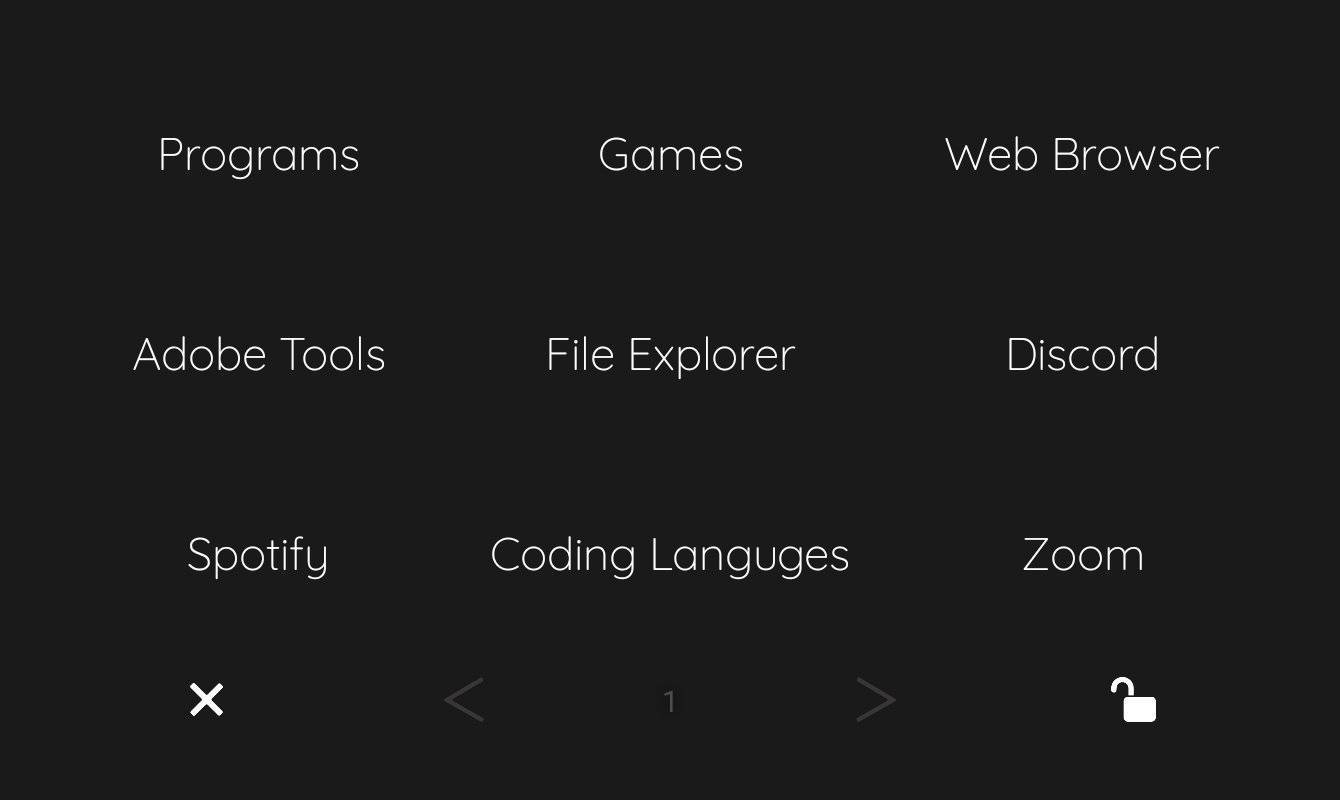 Programs
Games
Web Browser
Adobe Tools
File Explorer
Discord
Spotify
Coding Languges
Zoom
1